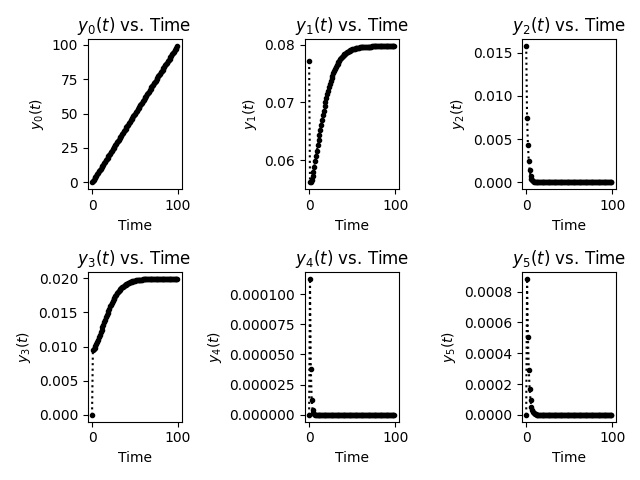 y₀(t) vs. Time
y₁(t) vs. Time
y₂(t) vs. Time
y₀(t)
100
75
50
25
0
0
100
Time
y₁(t)
0.08
0.07
0.06
0
100
Time
y₂(t)
0.015
0.010
0.005
0.000
0
100
Time
y₃(t) vs. Time
y₄(t) vs. Time
y₅(t) vs. Time
y₃(t)
0.020
0.015
0.010
0.005
0.000
0
100
Time
y₄(t)
0.000100
0.000075
0.000050
0.000025
0.000000
0
100
Time
y₅(t)
0.0008
0.0006
0.0004
0.0002
0.0000
0
100
Time